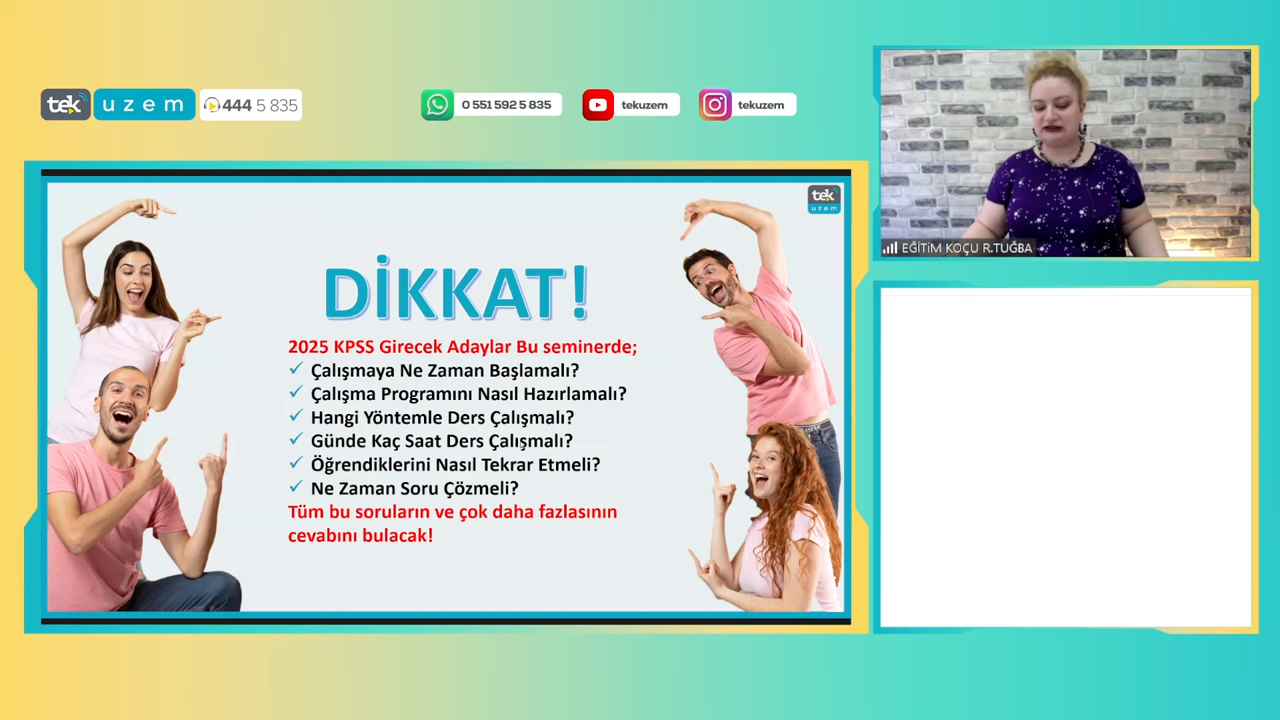 tek uzem 444 5 835
0 551 592 5 835
tekuzem
tekuzem
tek
uzem
DİKKAT!
2025 KPSS Girecek Adaylar Bu seminerde;
✓ Çalışmaya Ne Zaman Başlamalı?
✓ Çalışma Programını Nasıl Hazırlamalı?
✓ Hangi Yöntemle Ders Çalışmalı?
✓ Günde Kaç Saat Ders Çalışmalı?
✓ Öğrendiklerini Nasıl Tekrar Etmeli?
✓ Ne Zaman Soru Çözmeli?
Tüm bu soruların ve çok daha fazlasının
cevabını bulacak!
EĞİTİM KOÇU R.TUĞBA